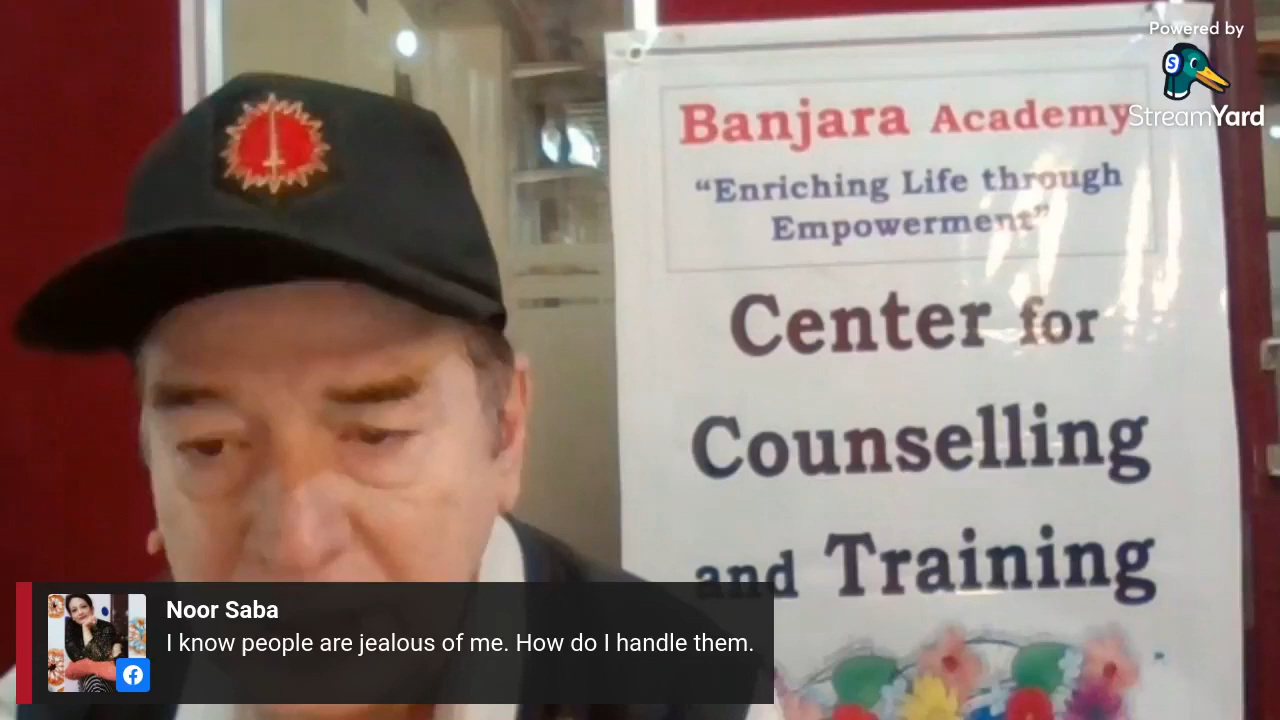 Powered by
StreamYard
Banjara Academy
“Enriching Life through
Empowerment”
Center for
Counselling
and Training
Noor Saba
I know people are jealous of me. How do I handle them.